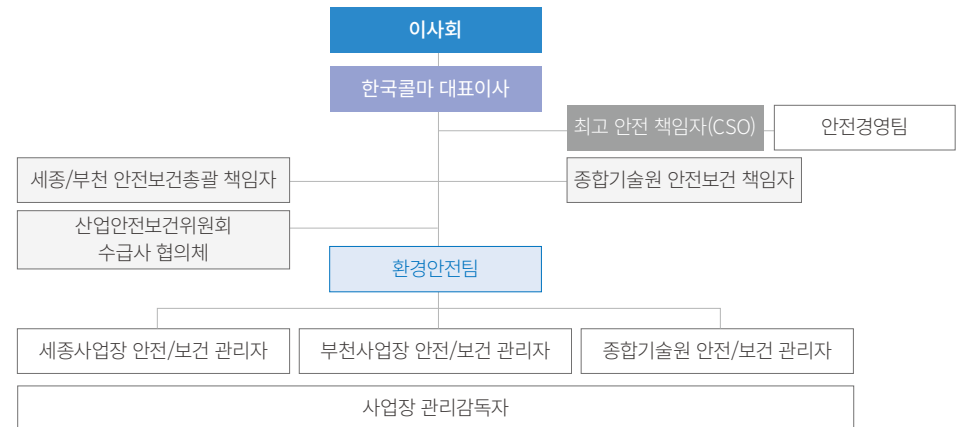 이사회
한국콜마 대표이사
최고 안전 책임자(CSO)
안전경영팀
세종/부천 안전보건총괄 책임자
종합기술원 안전보건 책임자
산업안전보건위원회
수급사 협의체
환경안전팀
세종사업장 안전/보건 관리자
부천사업장 안전/보건 관리자
종합기술원 안전/보건 관리자
사업장 관리감독자